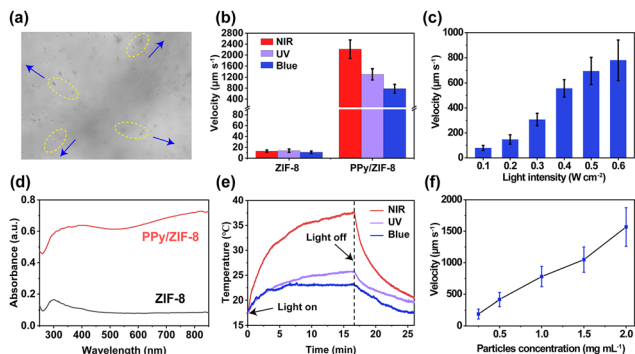 (a)
(b)
Velocity (μm s⁻¹)
2800
2400
2000
1600
1200
800
400
20
10
0
NIR
UV
Blue
ZIF-8
PPy/ZIF-8
(c)
Velocity (μm s⁻¹)
1000
800
600
400
200
0
0.1 0.2 0.3 0.4 0.5 0.6
Light intensity (W cm⁻²)
(d)
Absorbance (a.u.)
0.8
0.6
0.4
0.2
0.0
PPy/ZIF-8
ZIF-8
300 400 500 600 700 800
Wavelength (nm)
(e)
Temperature (℃)
40
35
30
25
20
15
NIR
UV
Blue
Light off
Light on
0 5 10 15 20 25
Time (min)
(f)
Velocity (μm s⁻¹)
2000
1500
1000
500
0
0.5 1.0 1.5 2.0
Particles concentration (mg mL⁻¹)